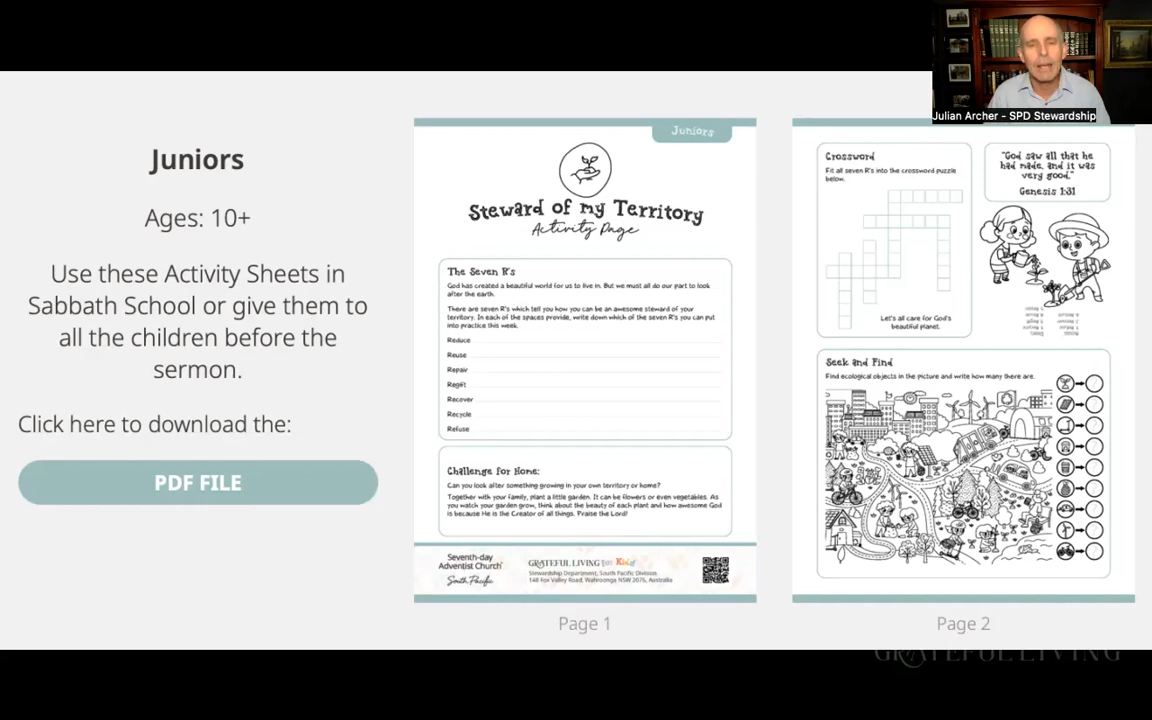 Julian Archer - SPD Stewardship
Juniors
Ages: 10+
Use these Activity Sheets in
Sabbath School or give them to
all the children before the
sermon.
Click here to download the:
PDF FILE
Juniors
Steward of my Territory
Activity Page
The Seven R's
God has created a beautiful world for us to live in. But we must all do our part to look
after the earth.
There are seven R's which tell you how you can be an awesome steward of your
territory. In each of the spaces provide, write down which of the seven R's you can put
into practice this week.
Reduce
Reuse
Repair
Regift
Recover
Recycle
Refuse
Challenge for Home:
Can you look after something growing in your own territory or home?
Together with your family, plant a little garden. It can be flowers or even vegetables. As
you watch your garden grow, think about the beauty of each plant and how awesome God
is because He is the Creator of all things. Praise the Lord!
Seventh-day
Adventist Church
South Pacific
GRATEFUL LIVING for Kids
Stewardship Department, South Pacific Division
148 Fox Valley Road, Wahroonga NSW 2076, Australia
Page 1
Crossword
Fit all seven R's into the crossword puzzle
below.
Let's all care for God's
beautiful planet.
"God saw all that he
had made, and it was
very good."
Genesis 1:31
Seek and Find
Find ecological objects in the picture and write how many there are.
Page 2
GRATEFUL LIVING